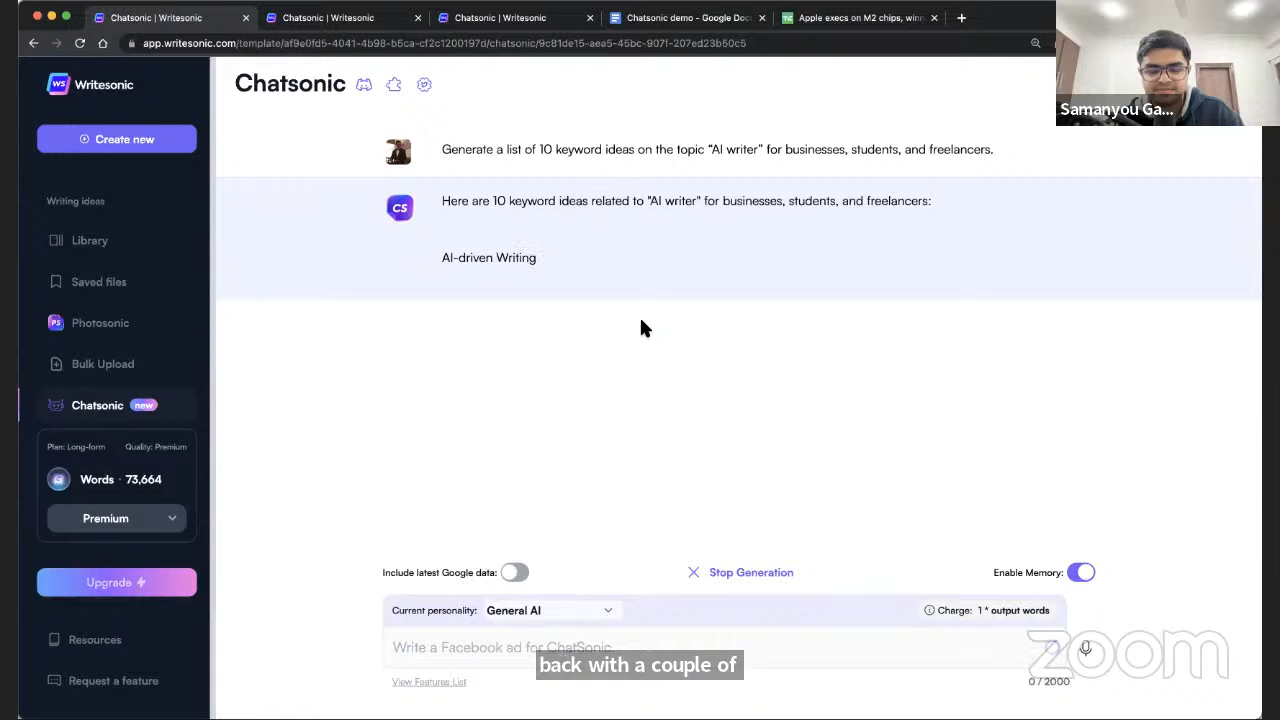 Chatsonic | Writesonic
Chatsonic | Writesonic
Chatsonic | Writesonic
Chatsonic demo - Google Doc
Apple execs on M2 chips, winn
app.writesonic.com/template/af9e0fd5-4041-4b98-b5ca-cf2c1200197d/chatsonic/9c81de15-aea5-45bc-907f-207ed23b50c5
Samanyou Ga...
WS Writesonic
Chatsonic
Create new
Generate a list of 10 keyword ideas on the topic “AI writer” for businesses, students, and freelancers.
Writing ideas
CS
Here are 10 keyword ideas related to "AI writer" for businesses, students, and freelancers:
Library
AI-driven Writing
Saved files
PS Photosonic
Bulk Upload
Chatsonic new
Plan: Long-form Quality: Premium
Words · 73,664
Premium
Upgrade
Resources
Request a feature
Include latest Google data:
Stop Generation
Enable Memory:
Current personality: General AI
Charge: 1 * output words
Write a Facebook ad for ChatSonic
back with a couple of
View Features List
0 / 2000
zoom